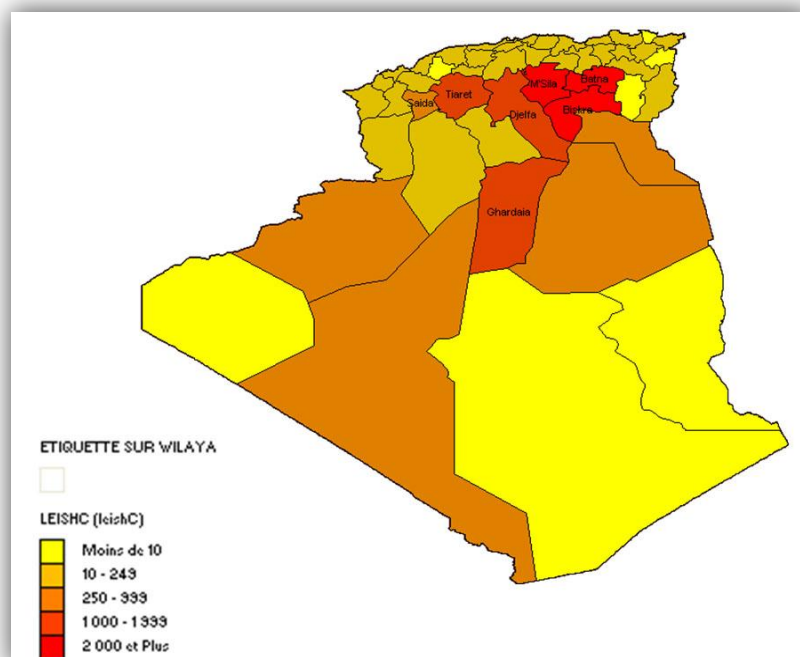 Saida
Tiaret
Djelfa
M'Sila
Batna
Biskra
Ghardaia
ETIQUETTE SUR WILAYA
LEISHC (leishC)
Moins de 10
10 - 249
250 - 999
1 000 - 1 999
2 000 et Plus